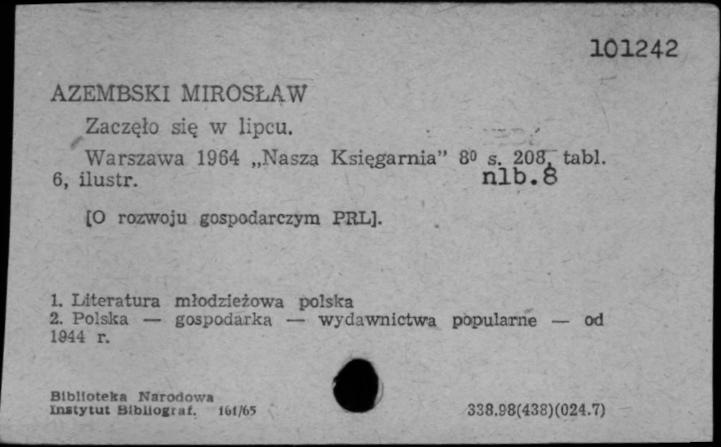 101242
AZEMBSKI MIROSŁAW
Zaczęło się w lipcu.
Warszawa 1964 „Nasza Księgarnia” 8⁰ s. 208, tabl.
6, ilustr. nlb.8
[O rozwoju gospodarczym PRL].
1. Literatura młodzieżowa polska
2. Polska — gospodarka — wydawnictwa popularne — od
1944 r.
Biblioteka Narodowa
Instytut Bibliograf. 161/65 338.98(438)(024.7)